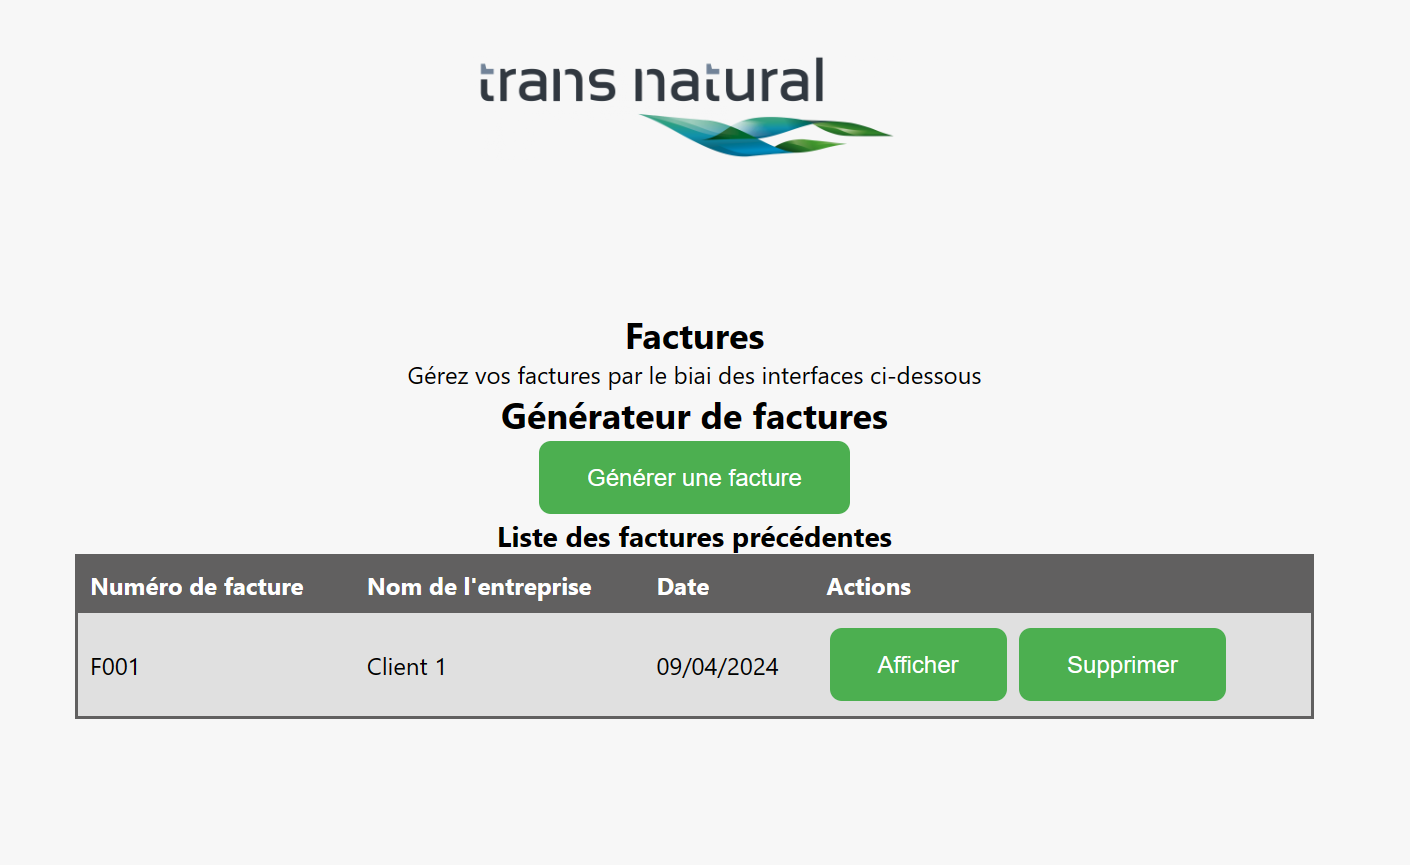 trans natural
Factures
Gérez vos factures par le biai des interfaces ci-dessous
Générateur de factures
Générer une facture
Liste des factures précédentes
Numéro de facture Nom de l'entreprise Date Actions
F001 Client 1 09/04/2024 Afficher Supprimer